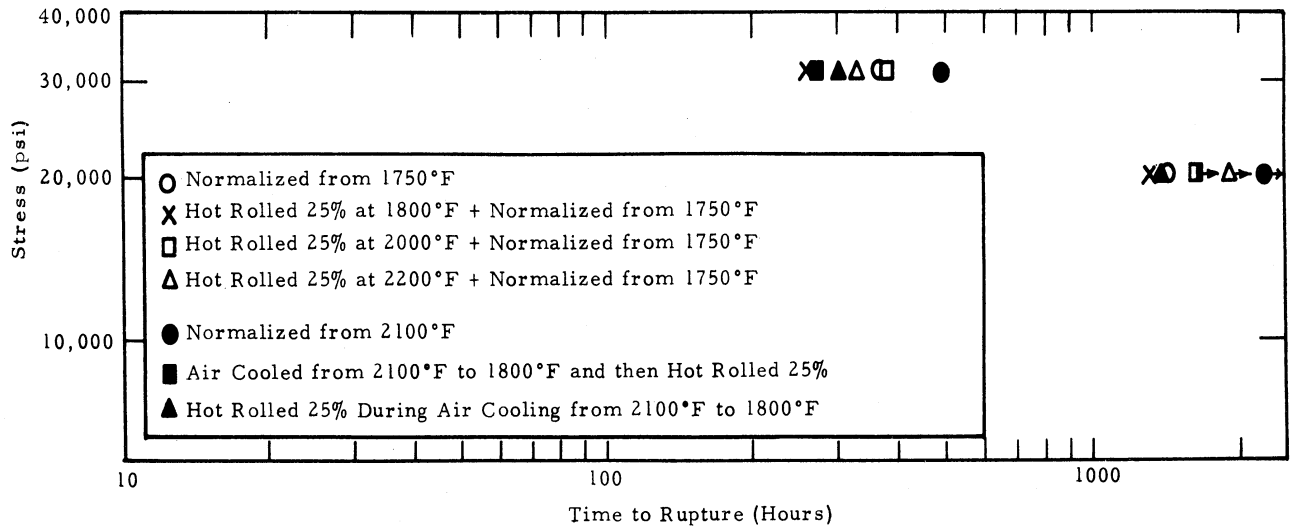 40,000
30,000
20,000
10,000
Stress (psi)
Normalized from 1750°F
Hot Rolled 25% at 1800°F + Normalized from 1750°F
Hot Rolled 25% at 2000°F + Normalized from 1750°F
Hot Rolled 25% at 2200°F + Normalized from 1750°F
Normalized from 2100°F
Air Cooled from 2100°F to 1800°F and then Hot Rolled 25%
Hot Rolled 25% During Air Cooling from 2100°F to 1800°F
10 100 1000
Time to Rupture (Hours)